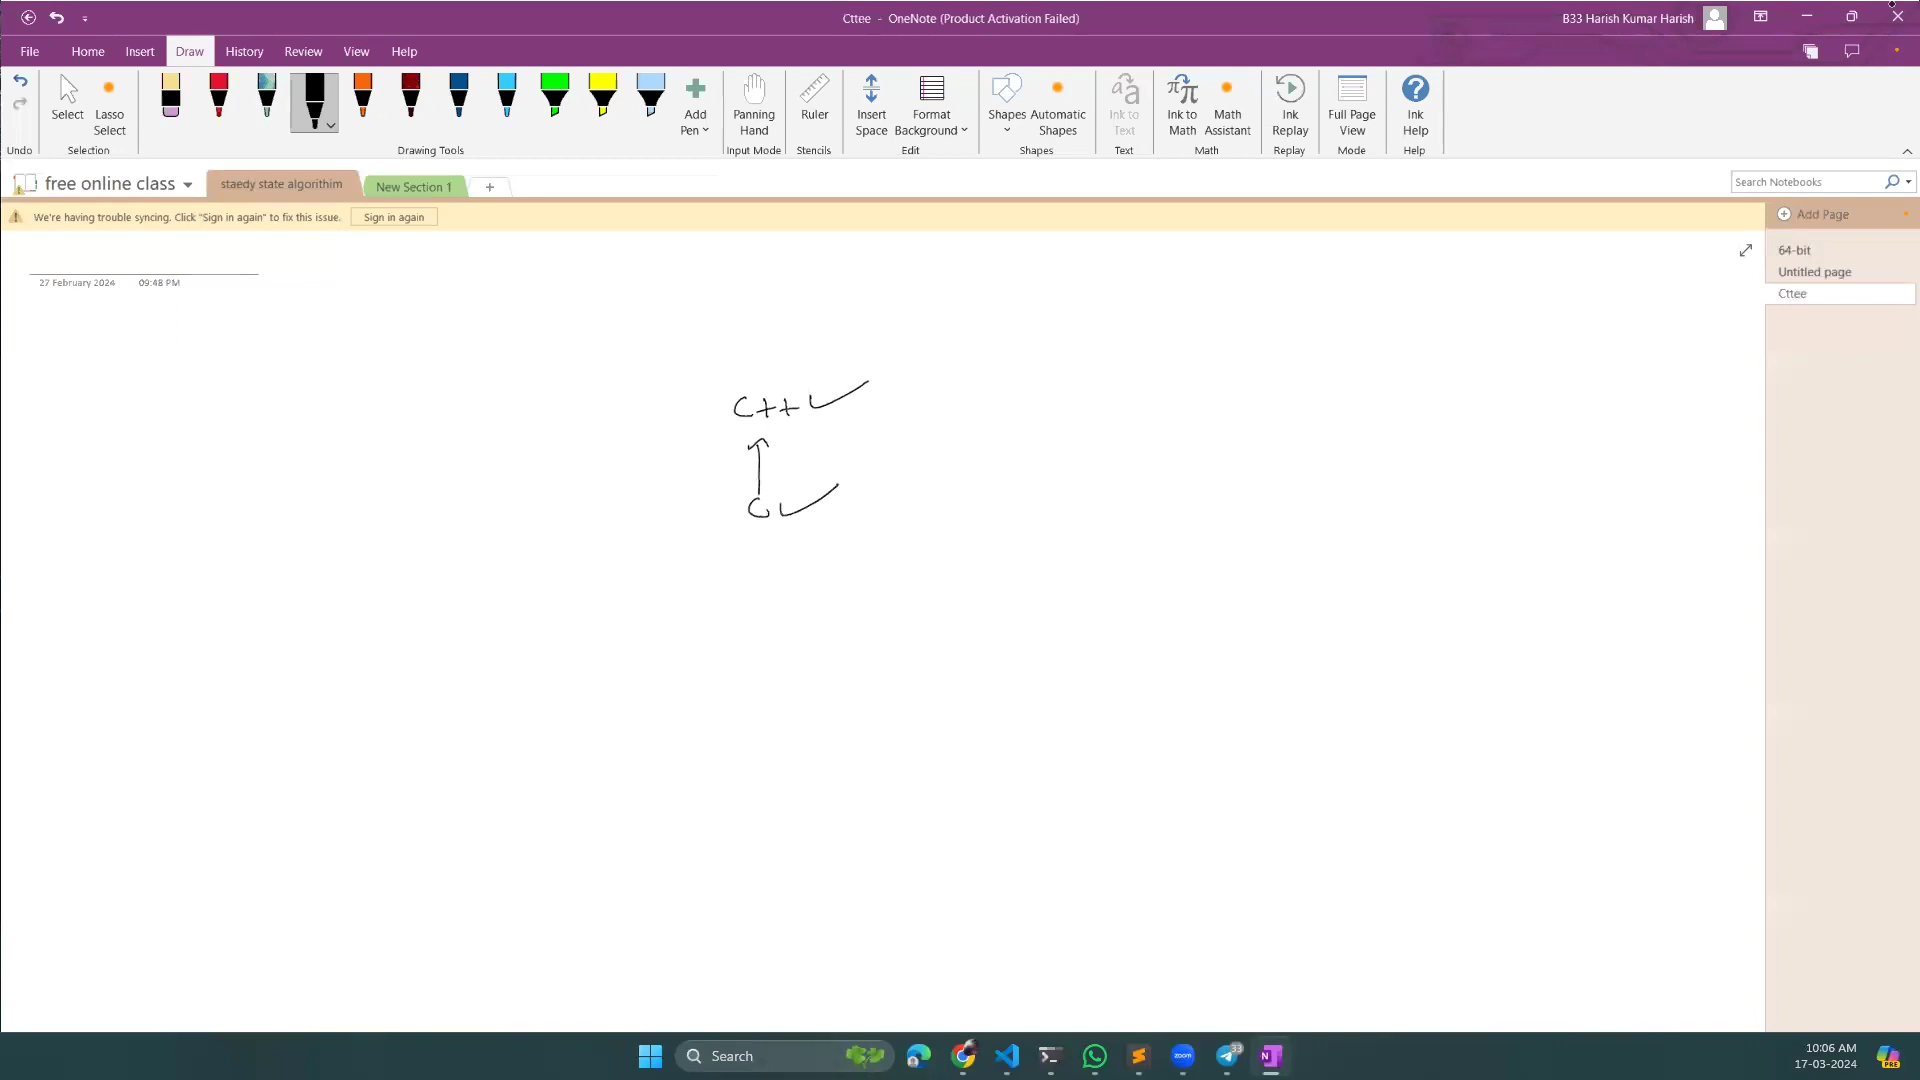 Cttee - OneNote (Product Activation Failed)
B33 Harish Kumar Harish
File Home Insert Draw History Review View Help
Select
Lasso Select
Add Pen
Panning Hand
Ruler
Insert Space
Format Background
Shapes
Automatic Shapes
Ink to Text
Ink to Math
Math Assistant
Ink Replay
Full Page View
Ink Help
Undo Selection Drawing Tools Input Mode Stencils Edit Shapes Text Math Replay Mode Help
free online class staedy state algorithim New Section 1 +
Search Notebooks
We're having trouble syncing. Click "Sign in again" to fix this issue. Sign in again
Add Page
64-bit
Untitled page
Cttee
27 February 2024 09:48 PM
C++
C
Search
zoom
33
N
10:06 AM
17-03-2024
PRE